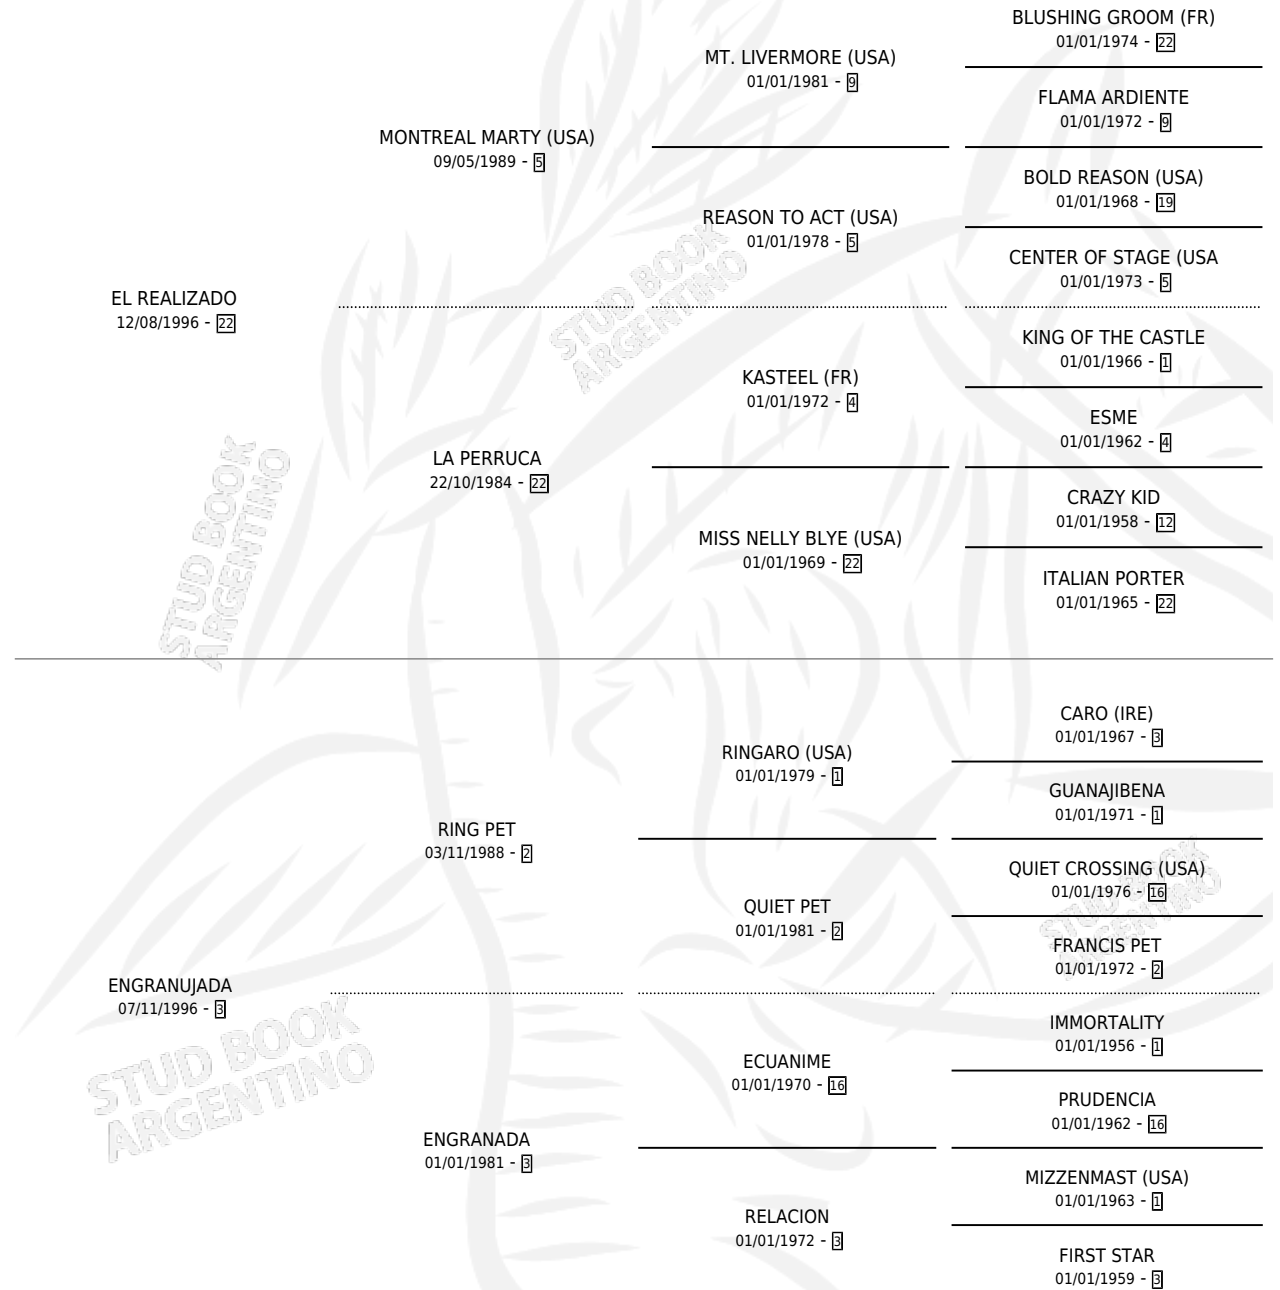 BLUSHING GROOM (FR)
01/01/1974 - 22
MT. LIVERMORE (USA)
01/01/1981 - 9
FLAMA ARDIENTE
01/01/1972 - 9
MONTREAL MARTY (USA)
09/05/1989 - 5
BOLD REASON (USA)
01/01/1968 - 19
REASON TO ACT (USA)
01/01/1978 - 5
CENTER OF STAGE (USA
01/01/1973 - 5
EL REALIZADO
12/08/1996 - 22
KING OF THE CASTLE
01/01/1966 - 1
KASTEEL (FR)
01/01/1972 - 4
ESME
01/01/1962 - 4
LA PERRUCA
22/10/1984 - 22
CRAZY KID
01/01/1958 - 12
MISS NELLY BLYE (USA)
01/01/1969 - 22
ITALIAN PORTER
01/01/1965 - 22
CARO (IRE)
01/01/1967 - 3
RINGARO (USA)
01/01/1979 - 1
GUANAJIBENA
01/01/1971 - 1
RING PET
03/11/1988 - 2
QUIET CROSSING (USA)
01/01/1976 - 16
QUIET PET
01/01/1981 - 2
FRANCIS PET
01/01/1972 - 2
ENGRANUJADA
07/11/1996 - 3
IMMORTALITY
01/01/1956 - 1
ECUANIME
01/01/1970 - 16
PRUDENCIA
01/01/1962 - 16
ENGRANADA
01/01/1981 - 3
MIZZENMAST (USA)
01/01/1963 - 1
RELACION
01/01/1972 - 3
FIRST STAR
01/01/1959 - 3
STUD BOOK
ARGENTINO
STUD BOOK
ARGENTINO
STUD BOOK
ARGENTINO
STUD BOOK
ARGENTINO